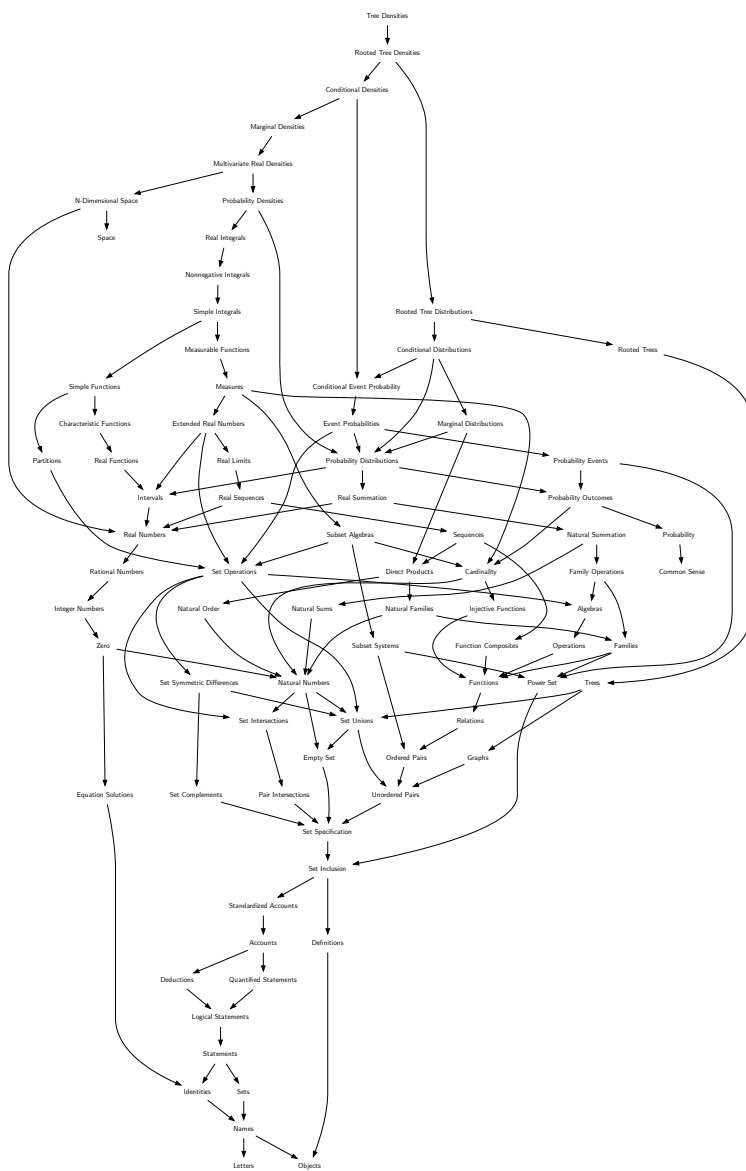 Tree Densities
Rooted Tree Densities
Conditional Densities
Marginal Densities
Multivariate Real Densities
N-Dimensional Space
Probability Densities
Space
Real Integrals
Nonnegative Integrals
Simple Integrals
Rooted Tree Distributions
Measurable Functions
Conditional Distributions
Rooted Trees
Simple Functions
Measures
Conditional Event Probability
Characteristic Functions
Extended Real Numbers
Event Probabilities
Marginal Distributions
Partitions
Real Functions
Real Limits
Probability Distributions
Probability Events
Intervals
Real Sequences
Real Summation
Probability Outcomes
Real Numbers
Subset Algebras
Sequences
Natural Summation
Probability
Rational Numbers
Set Operations
Direct Products
Cardinality
Family Operations
Common Sense
Integer Numbers
Natural Order
Natural Sums
Natural Families
Injective Functions
Algebras
Zero
Subset Systems
Function Composites
Operations
Families
Set Symmetric Differences
Natural Numbers
Functions
Power Set
Trees
Set Intersections
Set Unions
Relations
Empty Set
Ordered Pairs
Graphs
Equation Solutions
Set Complements
Pair Intersections
Unordered Pairs
Set Specification
Set Inclusion
Standardized Accounts
Accounts
Definitions
Deductions
Quantified Statements
Logical Statements
Statements
Identities
Sets
Names
Letters
Objects